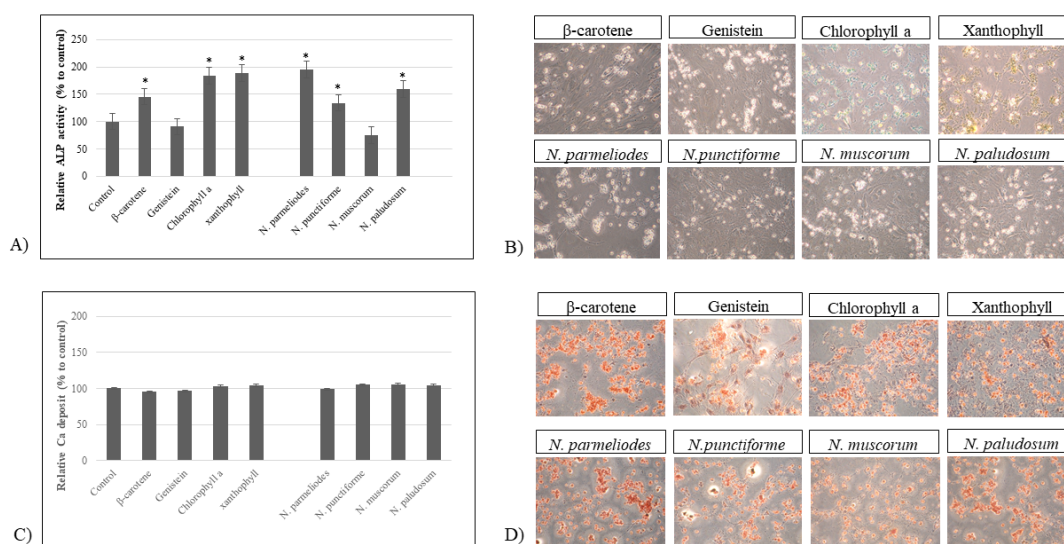 Relative ALP activity (% to control)
250
200
150
100
50
0
*
*
*
*
*
*
Control
β-carotene
Genistein
Chlorophyll a
xanthophyll
N. parmeliodes
N. punctiforme
N. muscorum
N. paludosum
A)
β-carotene Genistein Chlorophyll a Xanthophyll
N. parmeliodes N.punctiforme N. muscorum N. paludosum
B)
Relative Ca deposit (% to control)
200
150
100
50
0
Control
β-carotene
Genistein
Chlorophyll a
xanthophyll
N. parmeliodes
N. punctiforme
N. muscorum
N. paludosum
C)
β-carotene Genistein Chlorophyll a Xanthophyll
N. parmeliodes N.punctiforme N. muscorum N. paludosum
D)